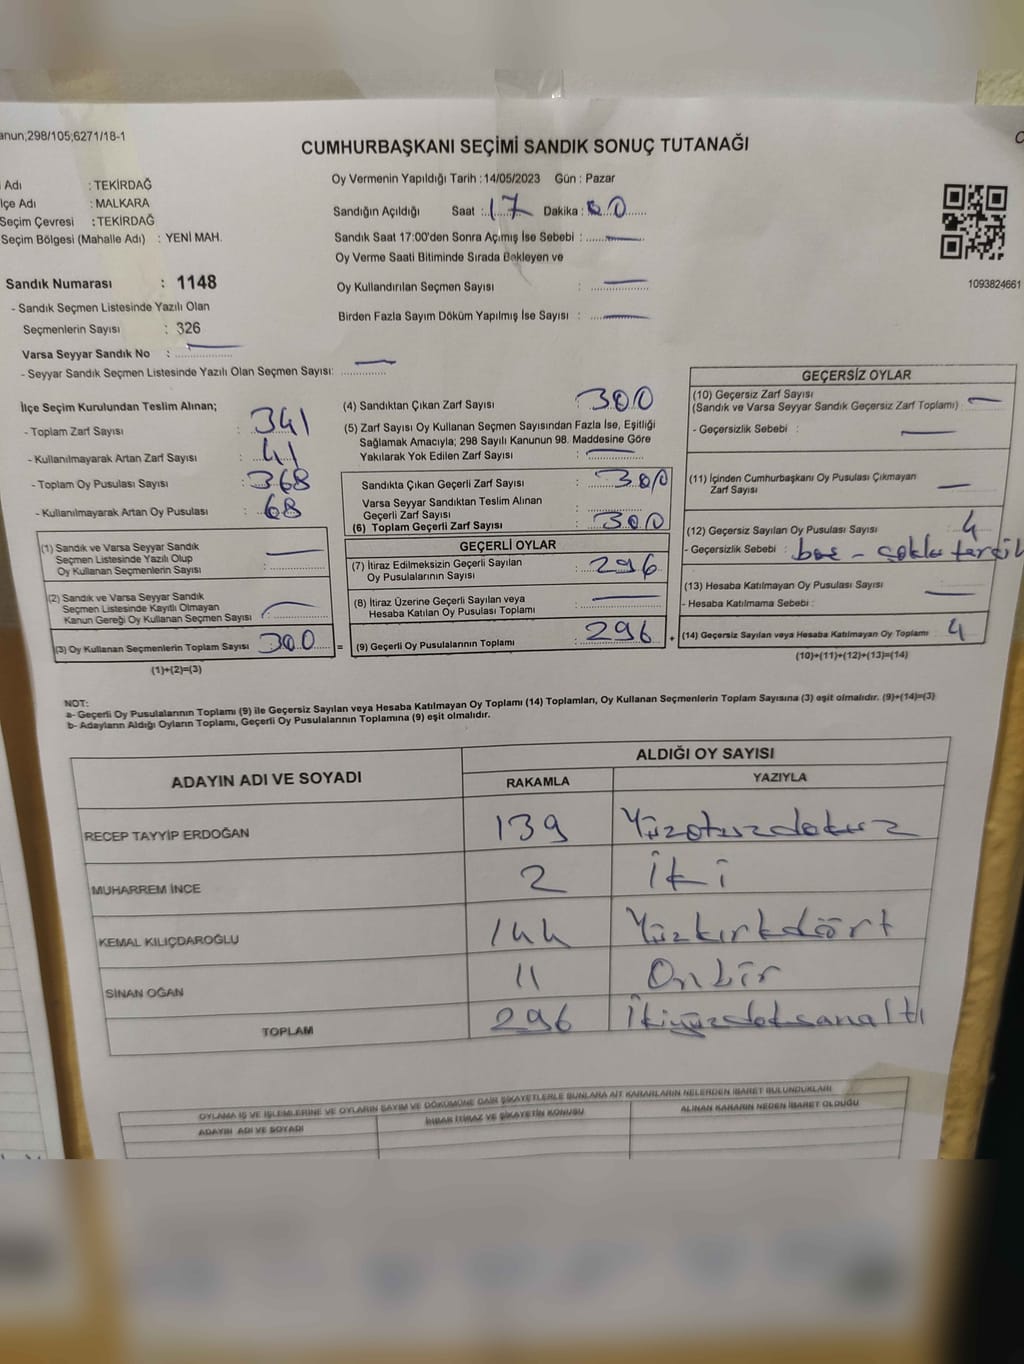 anun;298/105;6271/18-1
CUMHURBAŞKANI SEÇİMİ SANDIK SONUÇ TUTANAĞI
Adı : TEKİRDAĞ
lçe Adı : MALKARA
Seçim Çevresi : TEKİRDAĞ
Seçim Bölgesi (Mahalle Adı) : YENİ MAH.
Sandık Numarası : 1148
- Sandık Seçmen Listesinde Yazılı Olan
Seçmenlerin Sayısı : 326
Varsa Seyyar Sandık No :
- Seyyar Sandık Seçmen Listesinde Yazılı Olan Seçmen Sayısı:
Oy Vermenin Yapıldığı Tarih : 14/05/2023 Gün : Pazar
Sandığın Açıldığı Saat : 17 Dakika : 00
Sandık Saat 17:00'den Sonra Açımış İse Sebebi :
Oy Verme Saati Bitiminde Sırada Bekleyen ve
Oy Kullandırılan Seçmen Sayısı :
Birden Fazla Sayım Döküm Yapılmış İse Sayısı :
1093824661
İlçe Seçim Kurulundan Teslim Alınan;
- Toplam Zarf Sayısı : 341
- Kullanılmayarak Artan Zarf Sayısı : 41
- Toplam Oy Pusulası Sayısı : 368
- Kullanılmayarak Artan Oy Pusulası : 68
(1) Sandık ve Varsa Seyyar Sandık
Seçmen Listesinde Yazılı Olup
Oy Kullanan Seçmenlerin Sayısı :
(2) Sandık ve Varsa Seyyar Sandık
Seçmen Listesinde Kayıtlı Olmayan
Kanun Gereği Oy Kullanan Seçmen Sayısı :
(3) Oy Kullanan Seçmenlerin Toplam Sayısı 300 =
(1)+(2)=(3)
(4) Sandıktan Çıkan Zarf Sayısı : 300
(5) Zarf Sayısı Oy Kullanan Seçmen Sayısından Fazla İse, Eşitliği
Sağlamak Amacıyla; 298 Sayılı Kanunun 98. Maddesine Göre
Yakılarak Yok Edilen Zarf Sayısı :
Sandıkta Çıkan Geçerli Zarf Sayısı : 300
Varsa Seyyar Sandıktan Teslim Alınan
Geçerli Zarf Sayısı :
(6) Toplam Geçerli Zarf Sayısı : 300
GEÇERLİ OYLAR
(7) İtiraz Edilmeksizin Geçerli Sayılan
Oy Pusulalarının Sayısı : 296
(8) İtiraz Üzerine Geçerli Sayılan veya
Hesaba Katılan Oy Pusulası Toplamı :
(9) Geçerli Oy Pusulalarının Toplamı : 296 +
GEÇERSİZ OYLAR
(10) Geçersiz Zarf Sayısı
(Sandık ve Varsa Seyyar Sandık Geçersiz Zarf Toplamı) :
- Geçersizlik Sebebi :
(11) İçinden Cumhurbaşkanı Oy Pusulası Çıkmayan
Zarf Sayısı :
(12) Geçersiz Sayılan Oy Pusulası Sayısı : 4
- Geçersizlik Sebebi : boş - çoklu tercih
(13) Hesaba Katılmayan Oy Pusulası Sayısı :
- Hesaba Katılmama Sebebi :
(14) Geçersiz Sayılan veya Hesaba Katılmayan Oy Toplamı 4
(10)+(11)+(12)+(13)=(14)
NOT:
a- Geçerli Oy Pusulalarının Toplamı (9) ile Geçersiz Sayılan veya Hesaba Katılmayan Oy Toplamı (14) Toplamları, Oy Kullanan Seçmenlerin Toplam Sayısına (3) eşit olmalıdır. (9)+(14)=(3)
b- Adayların Aldığı Oyların Toplamı, Geçerli Oy Pusulalarının Toplamına (9) eşit olmalıdır.
ADAYIN ADI VE SOYADI
ALDIĞI OY SAYISI
RAKAMLA YAZIYLA
RECEP TAYYİP ERDOĞAN 139 Yüzotuzdokuz
MUHARREM İNCE 2 İki
KEMAL KILIÇDAROĞLU 144 Yüzkırkdört
SİNAN OĞAN 11 Onbir
TOPLAM 296 İkiyüzdoksanaltı
OYLAMA İŞ VE İŞLEMLERİNE VE OYLARIN SAYIM VE DÖKÜMÜNE DAİR ŞİKAYETLERLE BUNLARA AİT KARARLARIN NELERDEN İBARET BULUNDUKLARI
ADAYIN ADI VE SOYADI
İHBAR İTİRAZ VE ŞİKAYETİN KONUSU
ALINAN KARARIN NEDEN İBARET OLDUĞU